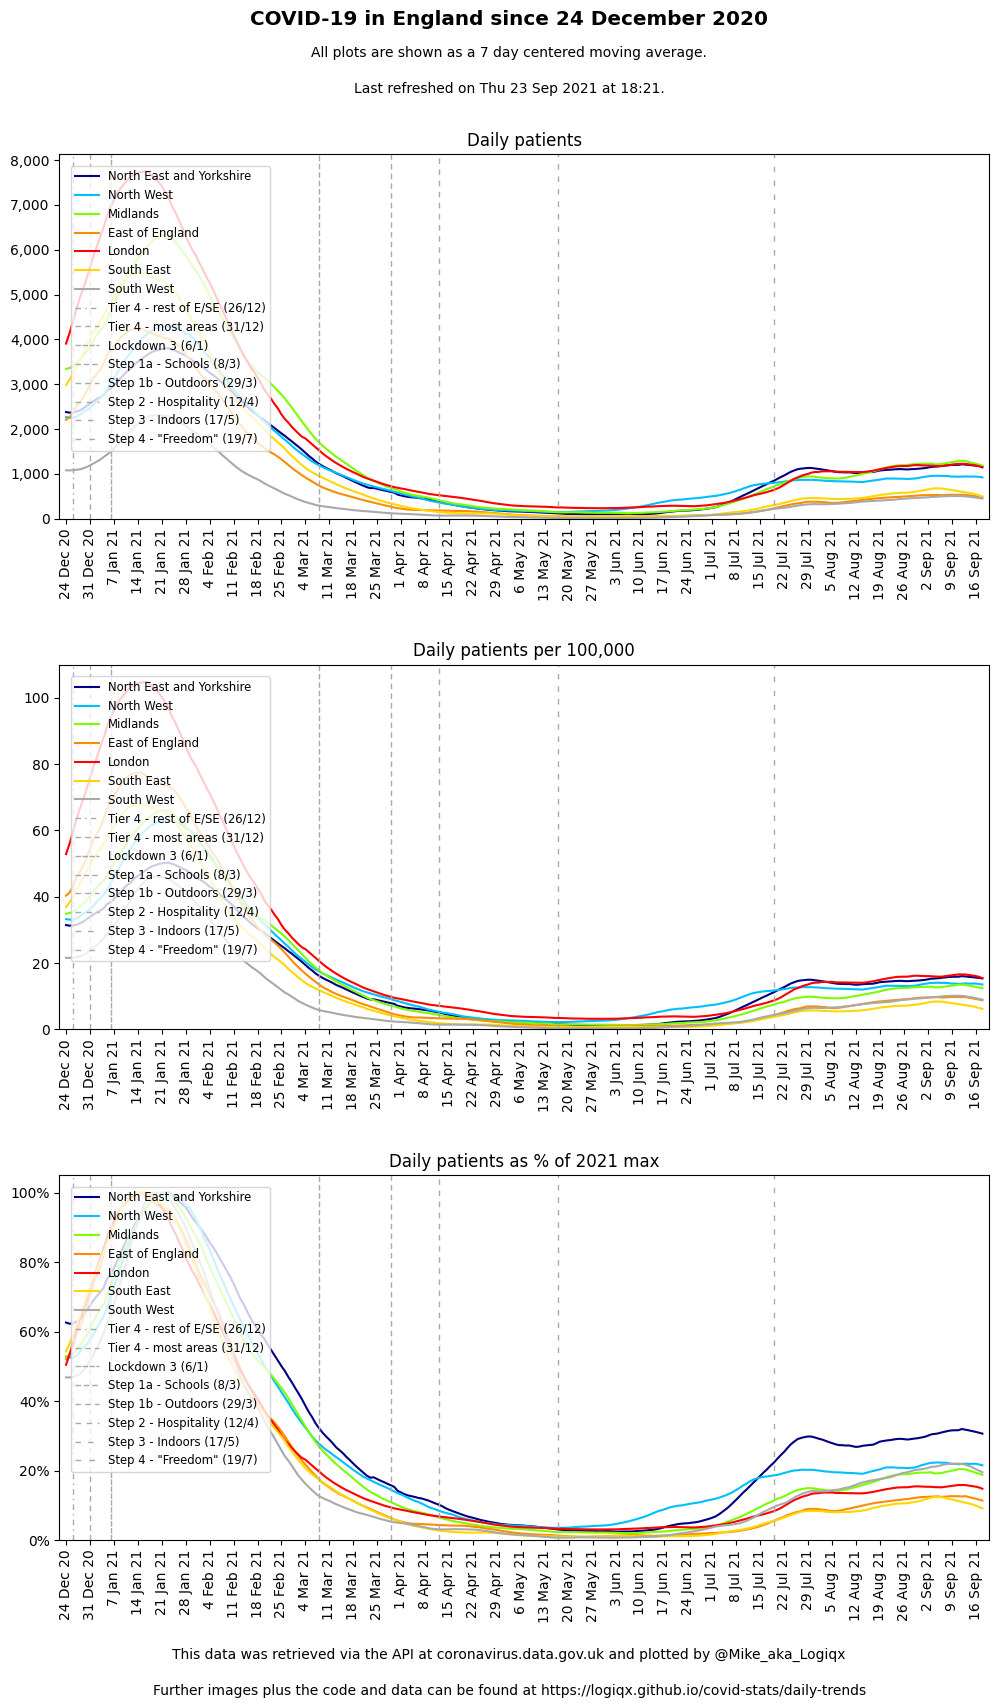 COVID-19 in England since 24 December 2020
All plots are shown as a 7 day centered moving average.
Last refreshed on Thu 23 Sep 2021 at 18:21.
Daily patients
8,000
7,000
6,000
5,000
4,000
3,000
2,000
1,000
0
North East and Yorkshire
North West
Midlands
East of England
London
South East
South West
Tier 4 - rest of E/SE (26/12)
Tier 4 - most areas (31/12)
Lockdown 3 (6/1)
Step 1a - Schools (8/3)
Step 1b - Outdoors (29/3)
Step 2 - Hospitality (12/4)
Step 3 - Indoors (17/5)
Step 4 - "Freedom" (19/7)
24 Dec 20
31 Dec 20
7 Jan 21
14 Jan 21
21 Jan 21
28 Jan 21
4 Feb 21
11 Feb 21
18 Feb 21
25 Feb 21
4 Mar 21
11 Mar 21
18 Mar 21
25 Mar 21
1 Apr 21
8 Apr 21
15 Apr 21
22 Apr 21
29 Apr 21
6 May 21
13 May 21
20 May 21
27 May 21
3 Jun 21
10 Jun 21
17 Jun 21
24 Jun 21
1 Jul 21
8 Jul 21
15 Jul 21
22 Jul 21
29 Jul 21
5 Aug 21
12 Aug 21
19 Aug 21
26 Aug 21
2 Sep 21
9 Sep 21
16 Sep 21
Daily patients per 100,000
100
80
60
40
20
0
North East and Yorkshire
North West
Midlands
East of England
London
South East
South West
Tier 4 - rest of E/SE (26/12)
Tier 4 - most areas (31/12)
Lockdown 3 (6/1)
Step 1a - Schools (8/3)
Step 1b - Outdoors (29/3)
Step 2 - Hospitality (12/4)
Step 3 - Indoors (17/5)
Step 4 - "Freedom" (19/7)
24 Dec 20
31 Dec 20
7 Jan 21
14 Jan 21
21 Jan 21
28 Jan 21
4 Feb 21
11 Feb 21
18 Feb 21
25 Feb 21
4 Mar 21
11 Mar 21
18 Mar 21
25 Mar 21
1 Apr 21
8 Apr 21
15 Apr 21
22 Apr 21
29 Apr 21
6 May 21
13 May 21
20 May 21
27 May 21
3 Jun 21
10 Jun 21
17 Jun 21
24 Jun 21
1 Jul 21
8 Jul 21
15 Jul 21
22 Jul 21
29 Jul 21
5 Aug 21
12 Aug 21
19 Aug 21
26 Aug 21
2 Sep 21
9 Sep 21
16 Sep 21
Daily patients as % of 2021 max
100%
80%
60%
40%
20%
0%
North East and Yorkshire
North West
Midlands
East of England
London
South East
South West
Tier 4 - rest of E/SE (26/12)
Tier 4 - most areas (31/12)
Lockdown 3 (6/1)
Step 1a - Schools (8/3)
Step 1b - Outdoors (29/3)
Step 2 - Hospitality (12/4)
Step 3 - Indoors (17/5)
Step 4 - "Freedom" (19/7)
24 Dec 20
31 Dec 20
7 Jan 21
14 Jan 21
21 Jan 21
28 Jan 21
4 Feb 21
11 Feb 21
18 Feb 21
25 Feb 21
4 Mar 21
11 Mar 21
18 Mar 21
25 Mar 21
1 Apr 21
8 Apr 21
15 Apr 21
22 Apr 21
29 Apr 21
6 May 21
13 May 21
20 May 21
27 May 21
3 Jun 21
10 Jun 21
17 Jun 21
24 Jun 21
1 Jul 21
8 Jul 21
15 Jul 21
22 Jul 21
29 Jul 21
5 Aug 21
12 Aug 21
19 Aug 21
26 Aug 21
2 Sep 21
9 Sep 21
16 Sep 21
This data was retrieved via the API at coronavirus.data.gov.uk and plotted by @Mike_aka_Logiqx
Further images plus the code and data can be found at https://logiqx.github.io/covid-stats/daily-trends